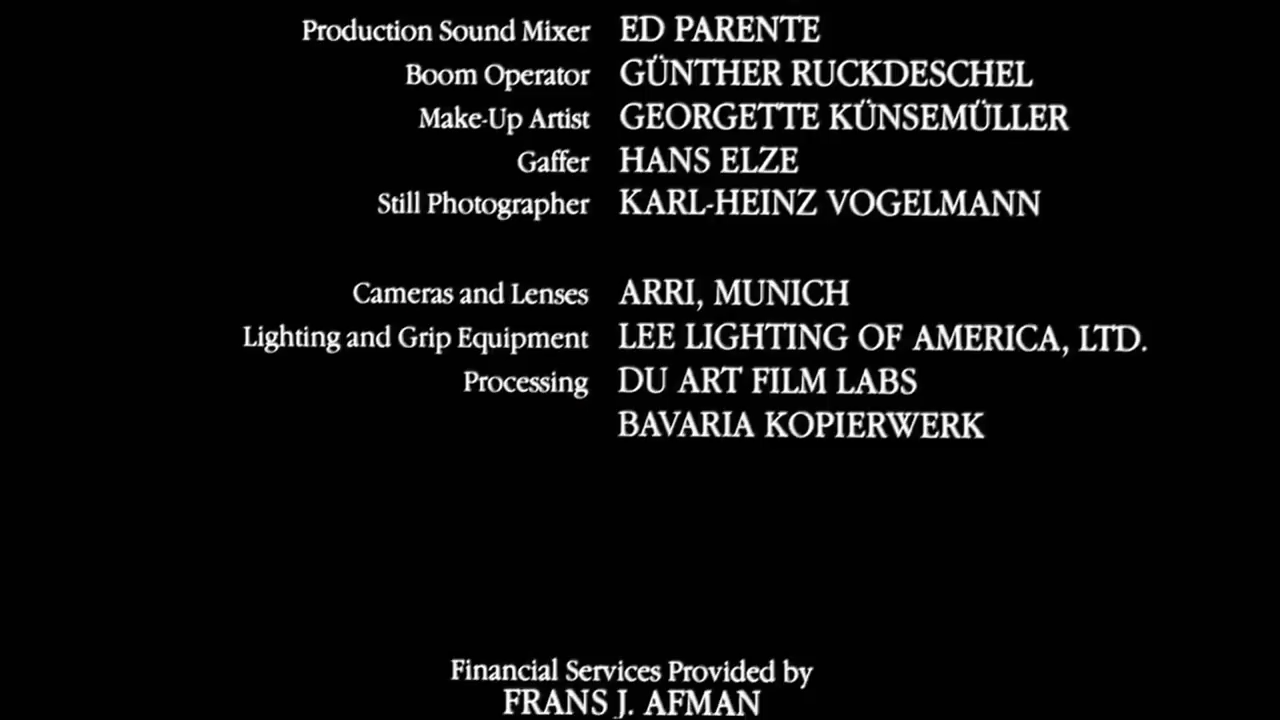 Production Sound Mixer ED PARENTE
Boom Operator GÜNTHER RUCKDESCHEL
Make-Up Artist GEORGETTE KÜNSEMÜLLER
Gaffer HANS ELZE
Still Photographer KARL-HEINZ VOGELMANN
Cameras and Lenses ARRI, MUNICH
Lighting and Grip Equipment LEE LIGHTING OF AMERICA, LTD.
Processing DU ART FILM LABS
BAVARIA KOPIERWERK
Financial Services Provided by
FRANS J. AFMAN